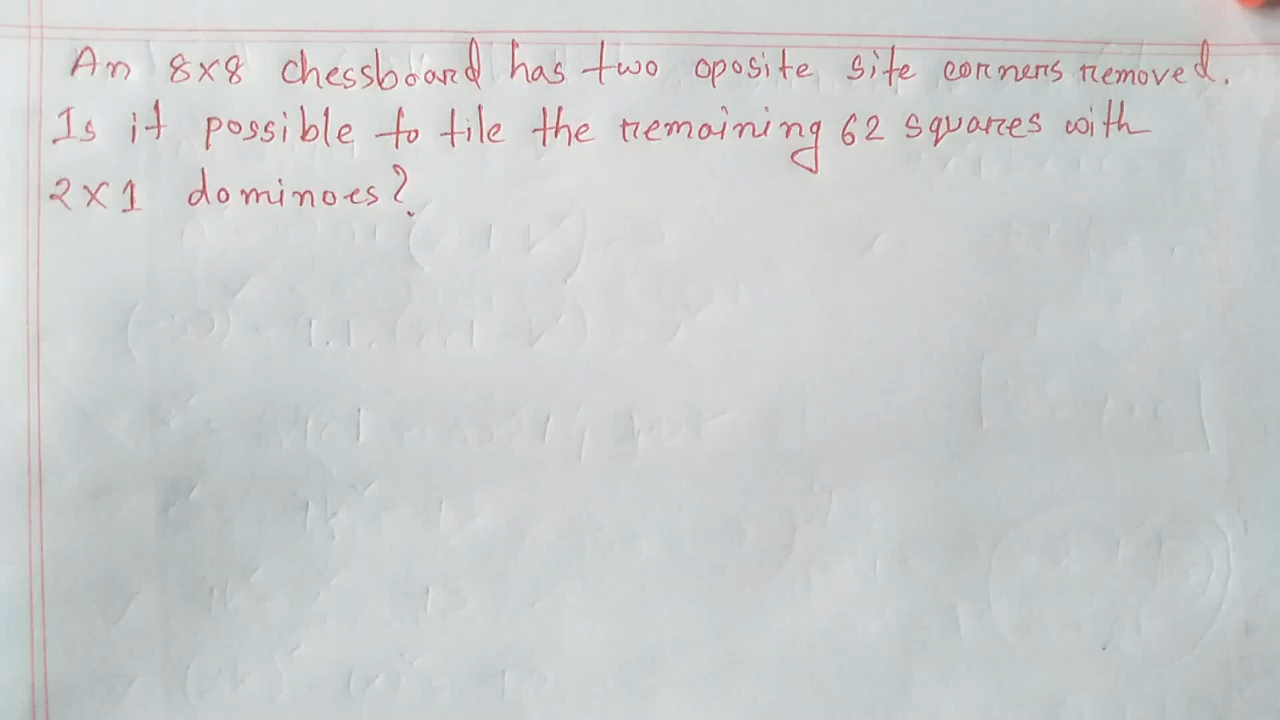 An 8x8 chessboard has two oposite site corners removed.
Is it possible to tile the remaining 62 squares with
2x1 dominoes?